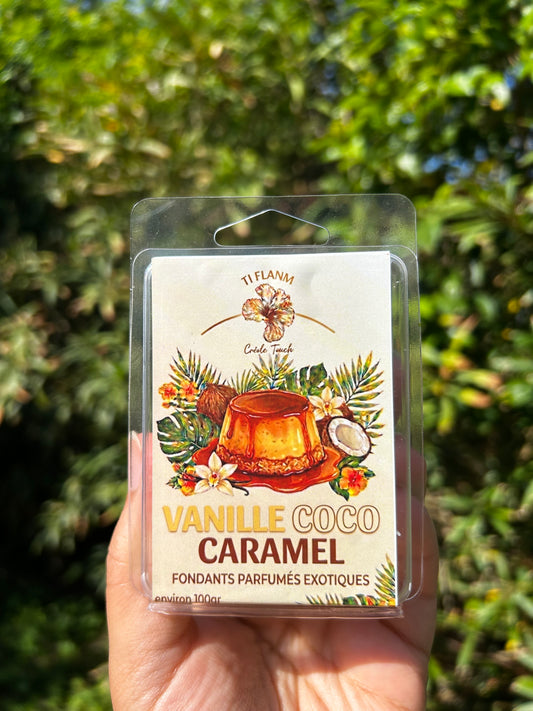 TI FLANM
Créole Touch
VANILLE COCO
CARAMEL
FONDANTS PARFUMÉS EXOTIQUES
environ 100gr